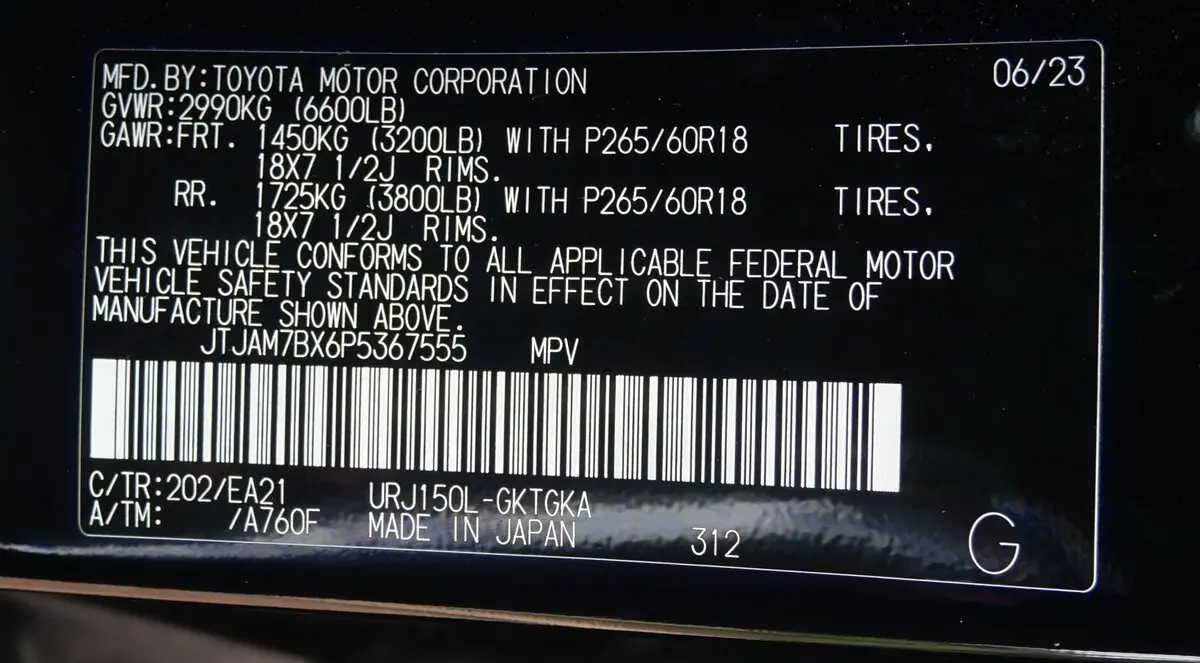 MFD.BY:TOYOTA MOTOR CORPORATION 06/23
GVWR:2990KG (6600LB)
GAWR:FRT. 1450KG (3200LB) WITH P265/60R18 TIRES.
18X7 1/2J RIMS.
RR. 1725KG (3800LB) WITH P265/60R18 TIRES.
18X7 1/2J RIMS.
THIS VEHICLE CONFORMS TO ALL APPLICABLE FEDERAL MOTOR
VEHICLE SAFETY STANDARDS IN EFFECT ON THE DATE OF
MANUFACTURE SHOWN ABOVE.
JTJAM7BX6P5367555 MPV
C/TR:202/EA21 URJ150L-GKTGKA
A/TM: /A760F MADE IN JAPAN 312 G